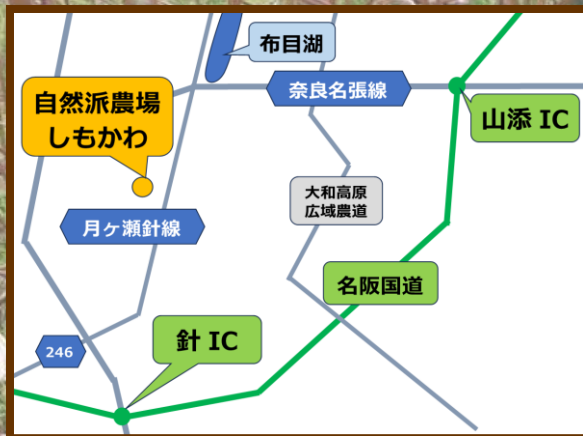 布目湖
奈良名張線
自然派農場
しもかわ
山添 IC
大和高原
広域農道
月ヶ瀬針線
名阪国道
針 IC
246